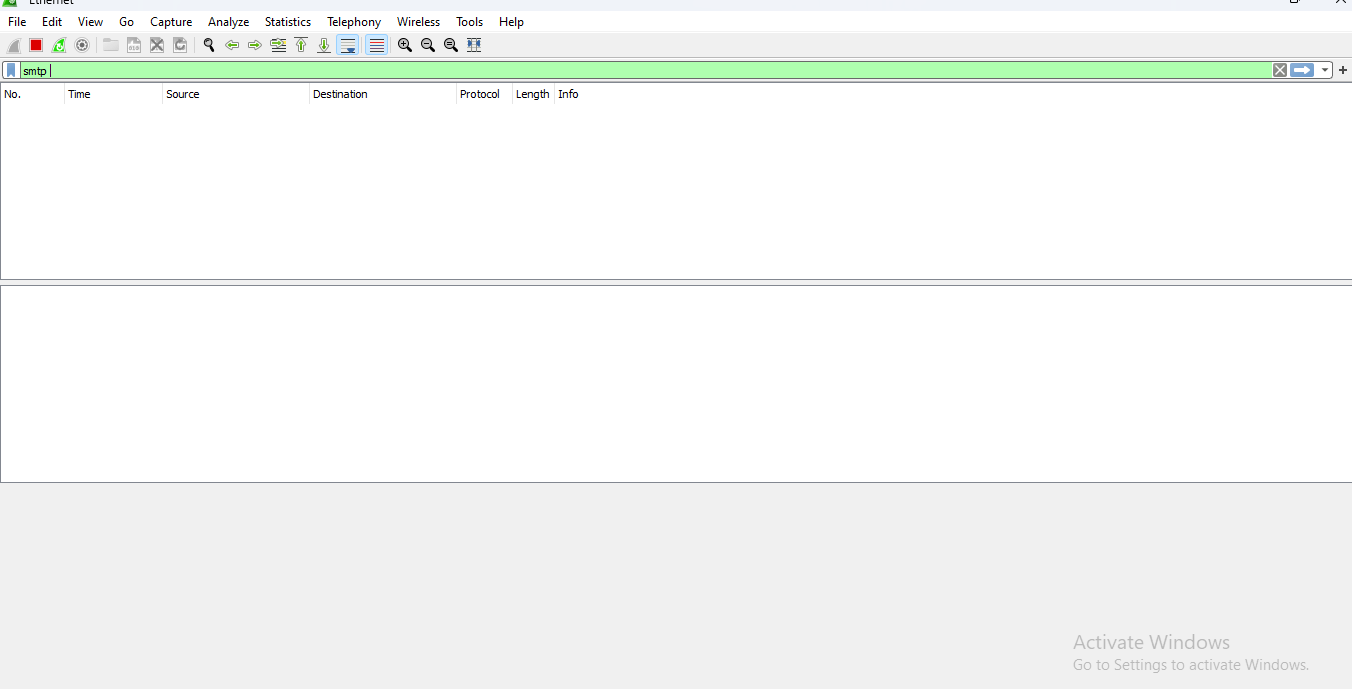 Ethernet
File Edit View Go Capture Analyze Statistics Telephony Wireless Tools Help
smtp
No. Time Source Destination Protocol Length Info
Activate Windows
Go to Settings to activate Windows.